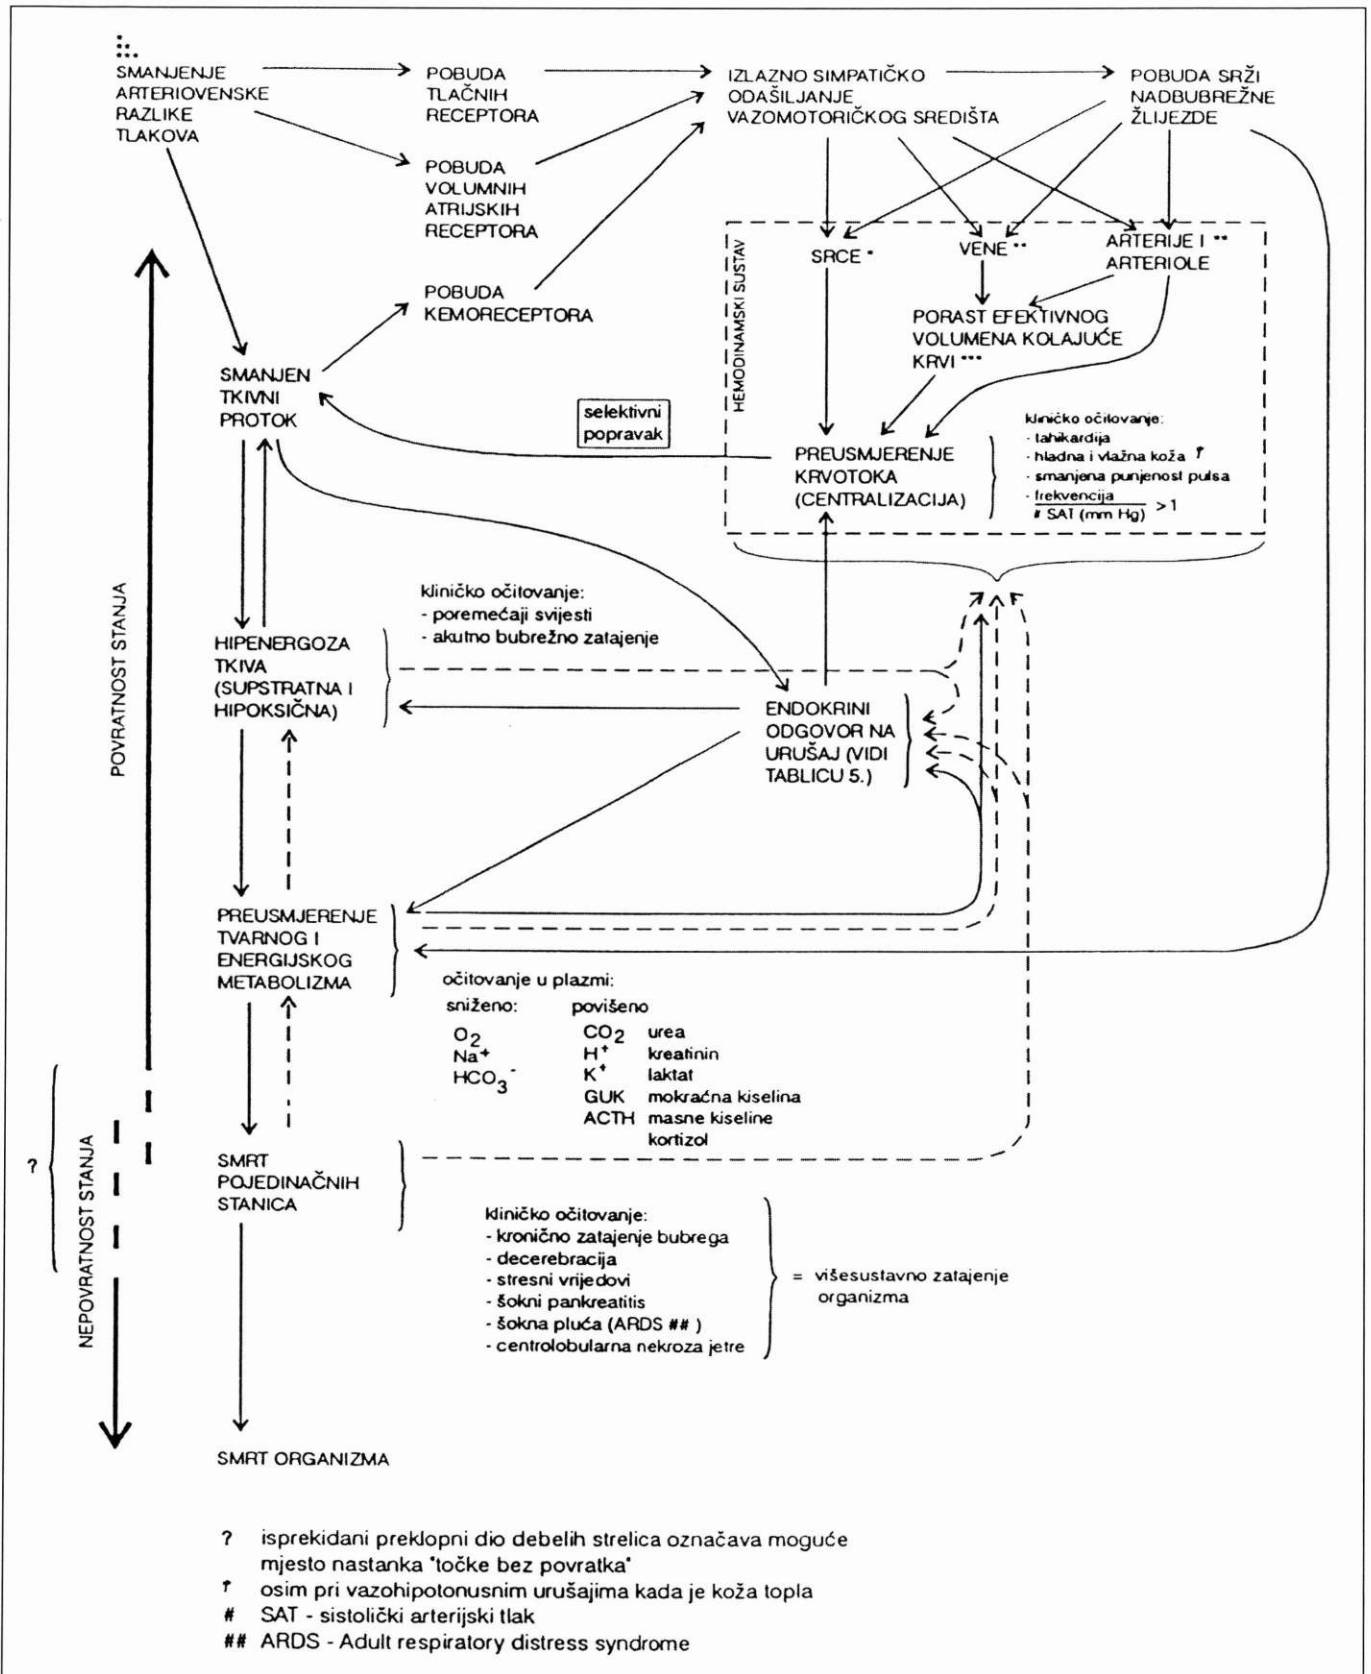 SMANJENJE
ARTERIOVENSKE
RAZLIKE
TLAKOVA
POBUDA
TLAČNIH
RECEPTORA
IZLAZNO SIMPATIČKO
ODAŠILJANJE
VAZOMOTORIČKOG SREDIŠTA
POBUDA SRŽI
NADBUBREŽNE
ŽLIJEZDE
POBUDA
VOLUMNIH
ATRIJSKIH
RECEPTORA
POBUDA
KEMORECEPTORA
HEMODINAMSKI SUSTAV
SRCE *
VENE **
ARTERIJE I **
ARTERIOLE
PORAST EFEKTIVNOG
VOLUMENA KOLAJUĆE
KRVI ***
SMANJEN
TKIVNI
PROTOK
selektivni
popravak
PREUSMJERENJE
KRVOTOKA
(CENTRALIZACIJA)
kliničko očitovanje:
- tahikardija
- hladna i vlažna koža †
- smanjena punjenost pulsa
- frekvencija
# SAT (mm Hg) > 1
POVRATNOST STANJA
kliničko očitovanje:
- poremećaji svijesti
- akutno bubrežno zatajenje
HIPENERGOZA
TKIVA
(SUPSTRATNA I
HIPOKSIČNA)
ENDOKRINI
ODGOVOR NA
URUŠAJ (VIDI
TABLICU 5.)
PREUSMJERENJE
TVARNOG I
ENERGIJSKOG
METABOLIZMA
očitovanje u plazmi:
sniženo: povišeno
O2 CO2 urea
Na+ H+ kreatinin
HCO3- K+ laktat
GUK mokraćna kiselina
ACTH masne kiseline
kortizol
?
NEPOVRATNOST STANJA
SMRT
POJEDINAČNIH
STANICA
kliničko očitovanje:
- kronično zatajenje bubrega
- decerebracija
- stresni vrijedovi
- šokni pankreatitis
- šokna pluća (ARDS ## )
- centrolobularna nekroza jetre
= višesustavno zatajenje
organizma
SMRT ORGANIZMA
? isprekidani preklopni dio debelih strelica označava moguće
mjesto nastanka "točke bez povratka"
† osim pri vazohipotonusnim urušajima kada je koža topla
# SAT - sistolički arterijski tlak
## ARDS - Adult respiratory distress syndrome